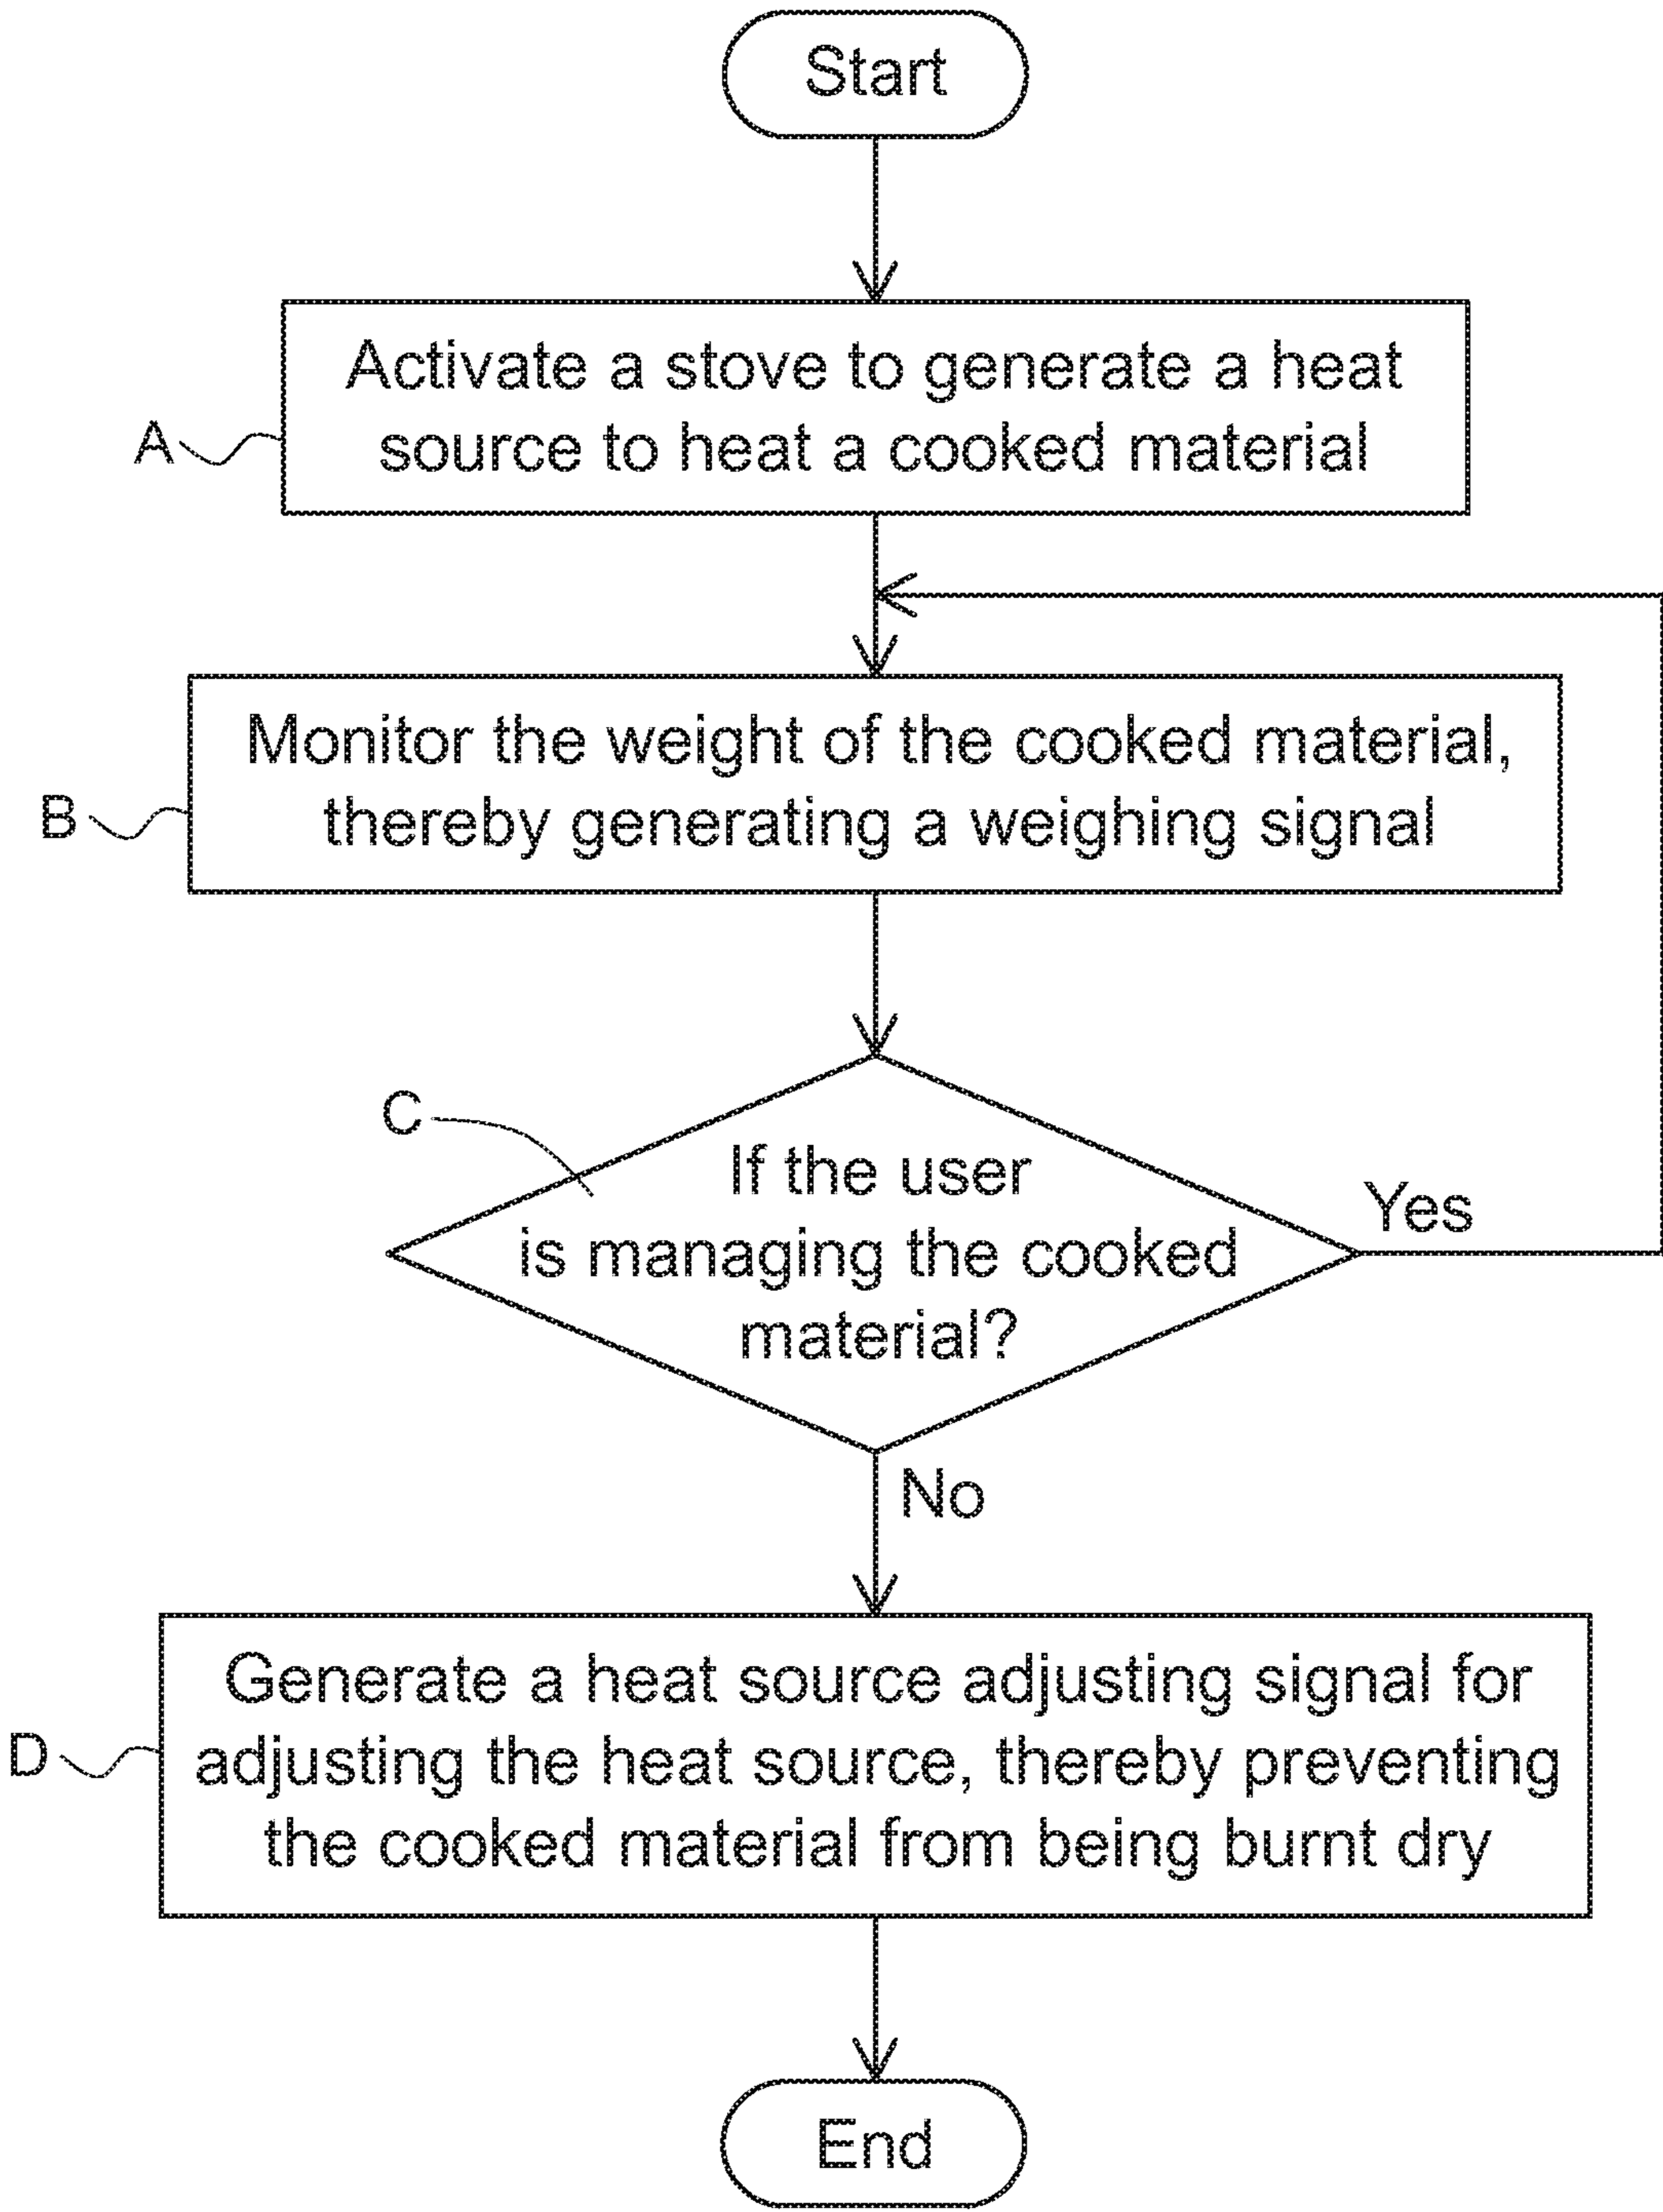 Start
Activate a stove to generate a heat
source to heat a cooked material
A
Monitor the weight of the cooked material,
thereby generating a weighing signal
B
C
If the user
is managing the cooked
material?
Yes
No
Generate a heat source adjusting signal for
adjusting the heat source, thereby preventing
the cooked material from being burnt dry
D
End